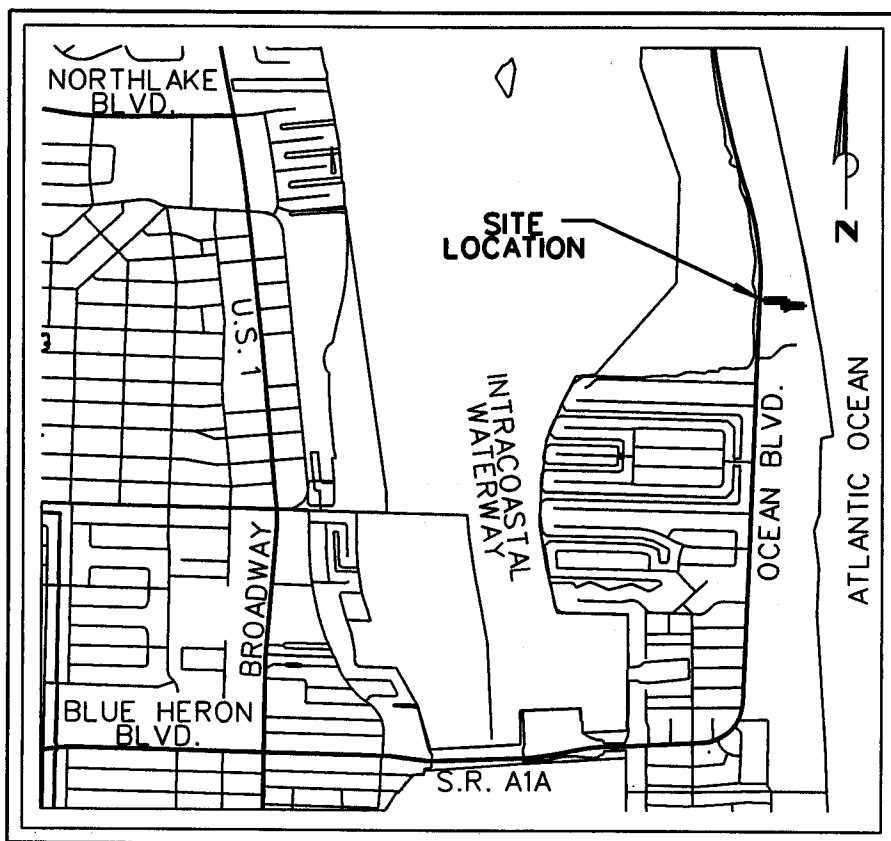 NORTHLAKE
BLVD.
SITE
LOCATION
N
U.S. 1
INTRACOASTAL
WATERWAY
OCEAN BLVD.
ATLANTIC OCEAN
BROADWAY
BLUE HERON
BLVD.
S.R. A1A